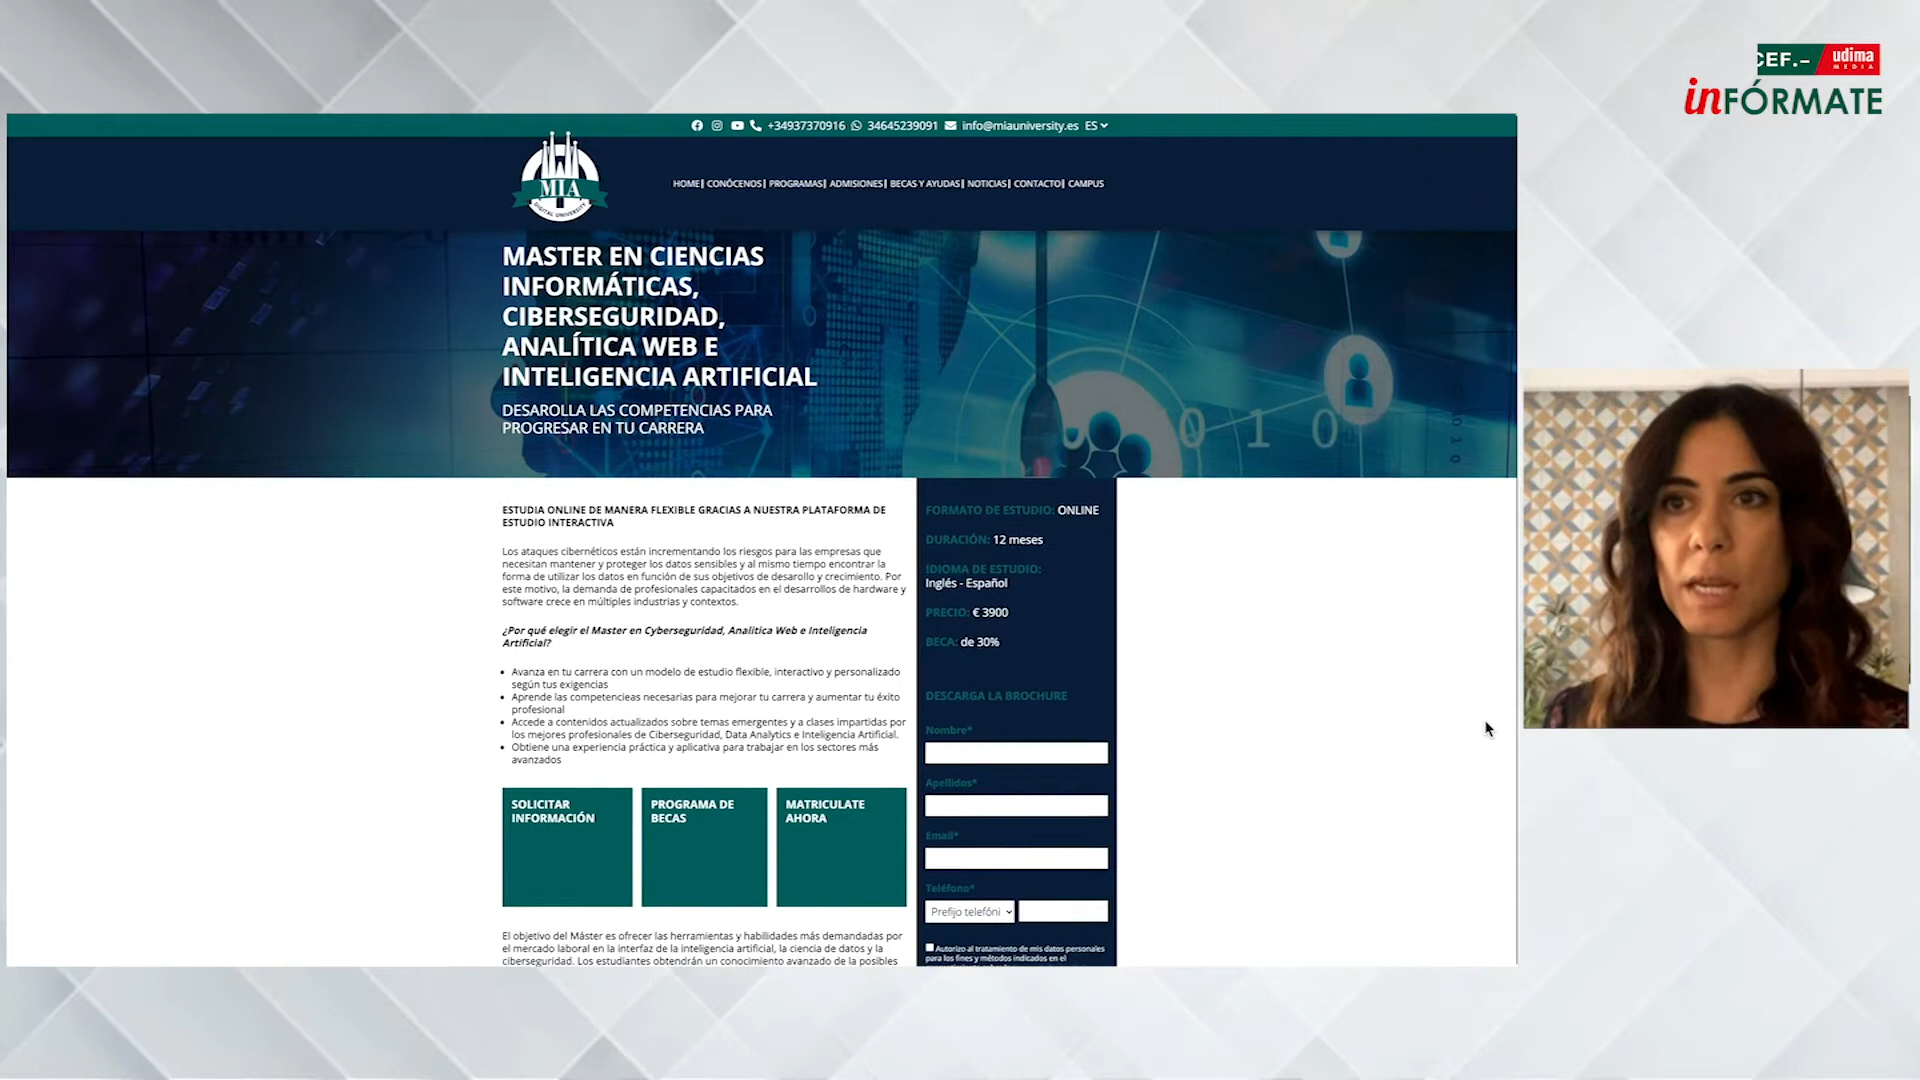 CEF.-
udima
MEDIA
inFÓRMATE
+34937370916 34645239091 info@miauniversity.es ES
MIA
DIGITAL UNIVERSITY
HOME| CONÓCENOS| PROGRAMAS| ADMISIONES| BECAS Y AYUDAS| NOTICIAS| CONTACTO| CAMPUS
MASTER EN CIENCIAS
INFORMÁTICAS,
CIBERSEGURIDAD,
ANALÍTICA WEB E
INTELIGENCIA ARTIFICIAL
DESAROLLA LAS COMPETENCIAS PARA
PROGRESAR EN TU CARRERA
0 1 0
010
ESTUDIA ONLINE DE MANERA FLEXIBLE GRACIAS A NUESTRA PLATAFORMA DE
ESTUDIO INTERACTIVA
Los ataques cibernéticos están incrementando los riesgos para las empresas que
necesitan mantener y proteger los datos sensibles y al mismo tiempo encontrar la
forma de utilizar los datos en función de sus objetivos de desarollo y crecimiento. Por
este motivo, la demanda de profesionales capacitados en el desarrollos de hardware y
software crece en múltiples industrias y contextos.
¿Por qué elegir el Master en Cyberseguridad, Analitica Web e Inteligencia
Artificial?
• Avanza en tu carrera con un modelo de estudio flexible, interactivo y personalizado
según tus exigencias
• Aprende las competencieas necesarias para mejorar tu carrera y aumentar tu éxito
profesional
• Accede a contenidos actualizados sobre temas emergentes y a clases impartidas por
los mejores profesionales de Ciberseguridad, Data Analytics e Inteligencia Artificial.
• Obtiene una experiencia práctica y aplicativa para trabajar en los sectores más
avanzados
SOLICITAR
INFORMACIÓN
PROGRAMA DE
BECAS
MATRICULATE
AHORA
El objetivo del Máster es ofrecer las herramientas y habilidades más demandadas por
el mercado laboral en la interfaz de la inteligencia artificial, la ciencia de datos y la
ciberseguridad. Los estudiantes obtendrán un conocimiento avanzado de la posibles
FORMATO DE ESTUDIO: ONLINE
DURACIÓN: 12 meses
IDIOMA DE ESTUDIO:
Inglés - Español
PRECIO: € 3900
BECA: de 30%
DESCARGA LA BROCHURE
Nombre*
Apellidos*
Email*
Teléfono*
Prefijo telefóni
Autorizo al tratamiento de mis datos personales
para los fines y métodos indicados en el